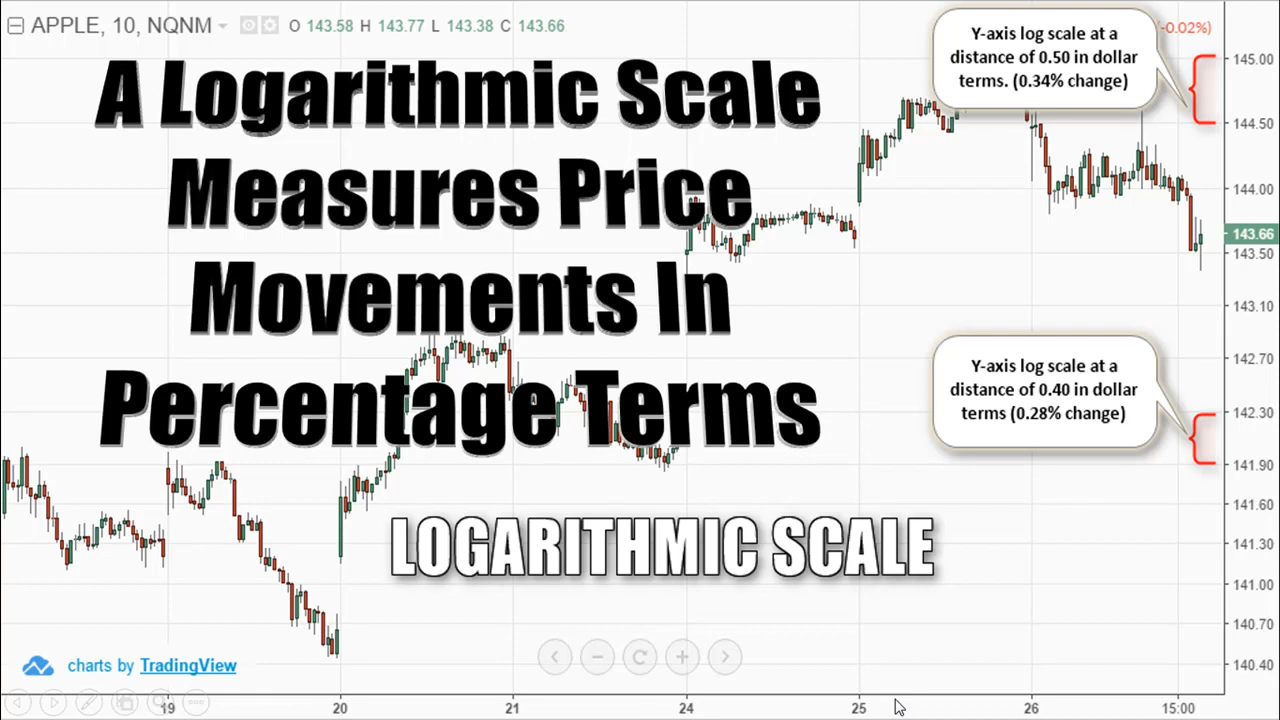 APPLE, 10, NQNM O 143.58 H 143.77 L 143.38 C 143.66
-0.02%)
A Logarithmic Scale
Measures Price
Movements In
Percentage Terms
LOGARITHMIC SCALE
Y-axis log scale at a
distance of 0.50 in dollar
terms. (0.34% change)
Y-axis log scale at a
distance of 0.40 in dollar
terms (0.28% change)
145.00
144.50
144.00
143.66
143.50
143.10
142.70
142.30
141.90
141.60
141.30
141.00
140.70
140.40
charts by TradingView
19 20 21 24 25 26 15:00